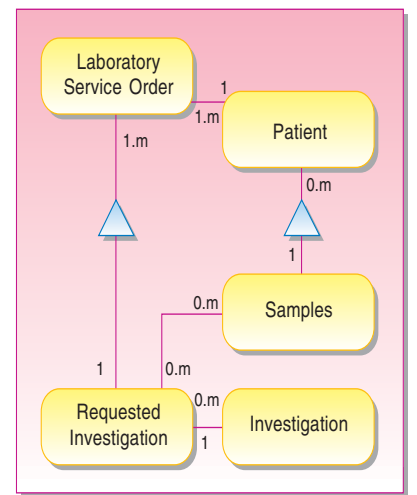 Laboratory
Service Order
1
1.m
Patient
1.m
0.m
1
0.m
Samples
1
0.m
0.m
Requested
Investigation
1
Investigation